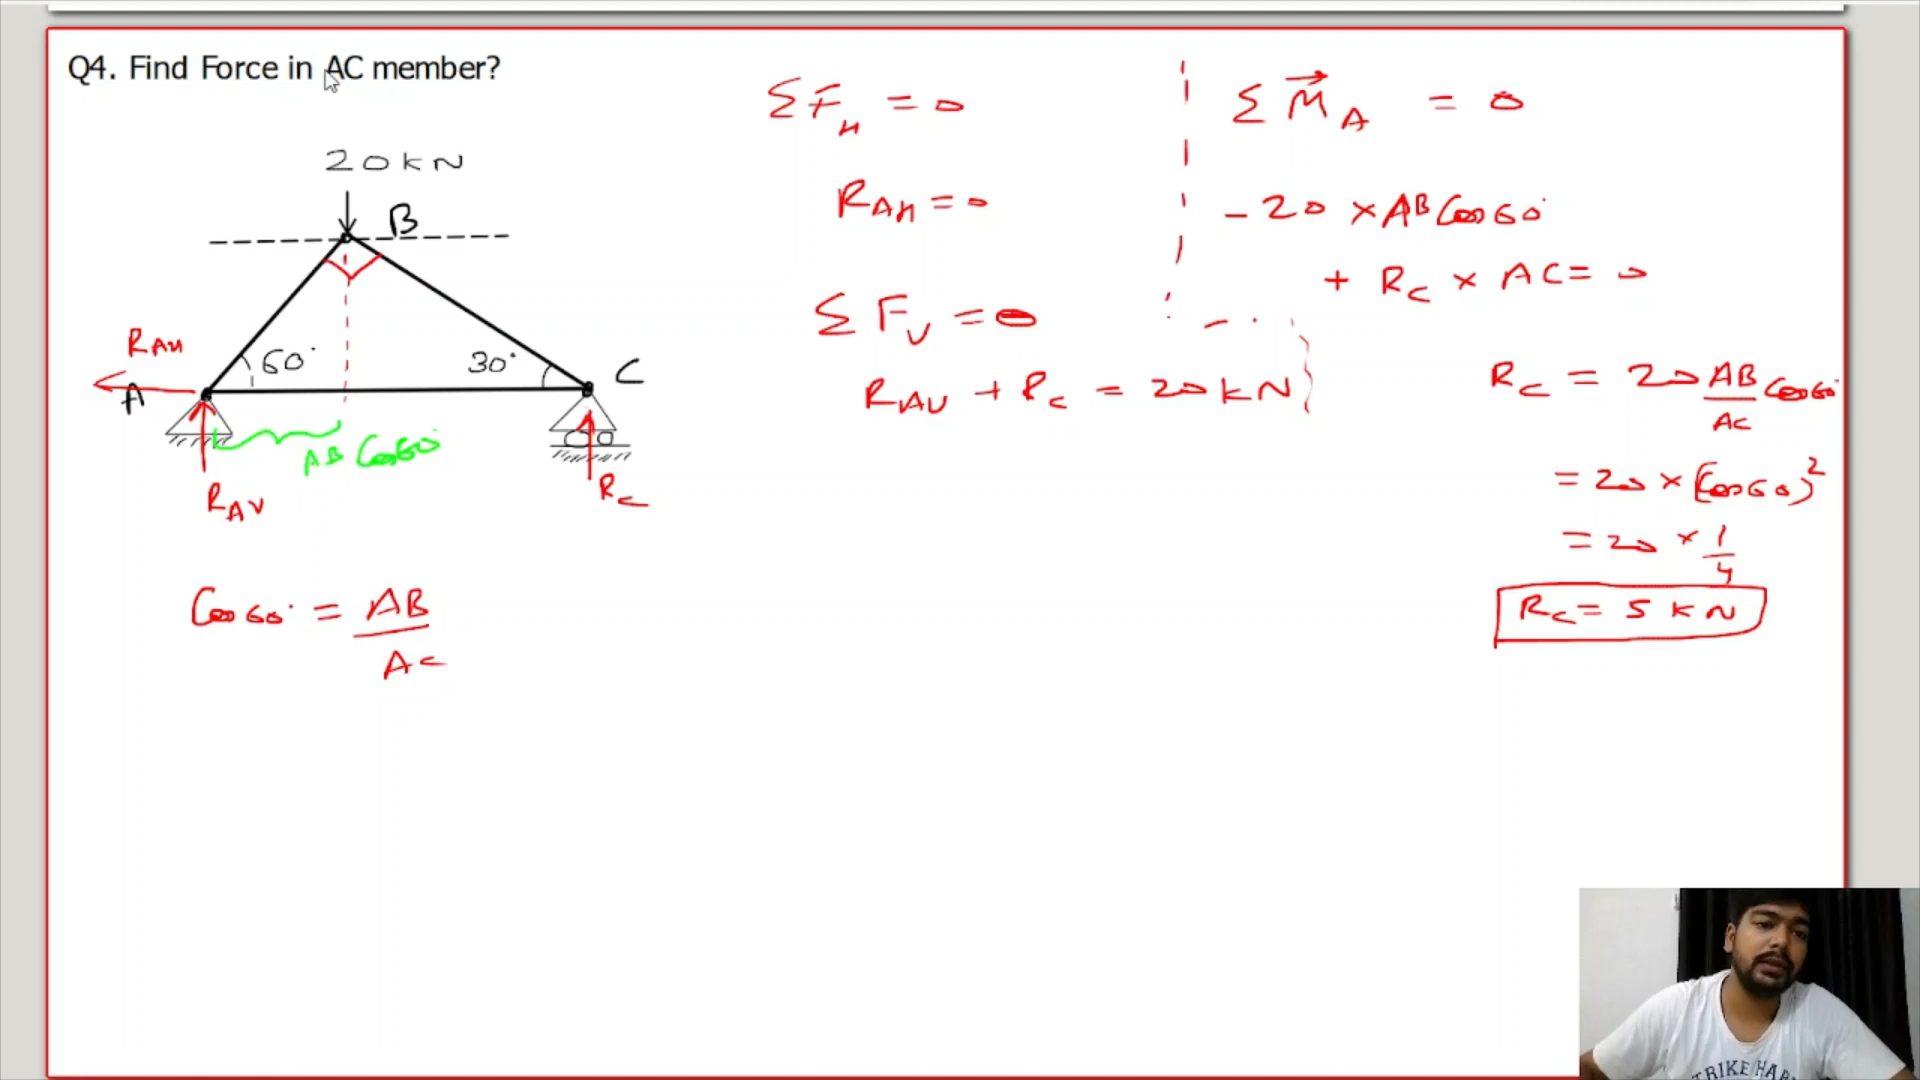 Q4. Find Force in AC member?
20kN
B
R_AH
60°
30°
C
A
AB Cos60°
R_AV
R_C
Cos60° = AB/AC
ΣF_H = 0
R_AH = 0
ΣF_V = 0
R_AV + R_C = 20kN
ΣM⃗_A = 0
-20 × AB Cos60°
+ R_C × AC = 0
R_C = 20 AB/AC Cos60°
= 20 × (Cos60)²
= 20 × 1/4
R_C = 5 kN